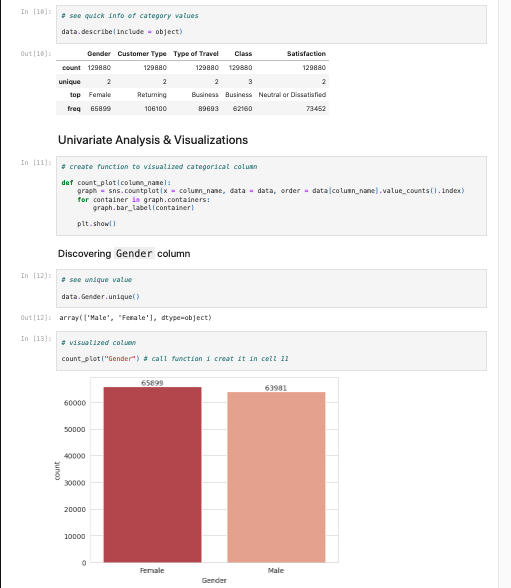 In [10]:
# see quick info of category values
data.describe(include = object)
Out[10]:
Gender Customer Type Type of Travel Class Satisfaction
count 129880 129880 129880 129880 129880
unique 2 2 2 3 2
top Female Returning Business Business Neutral or Dissatisfied
freq 65899 106100 89693 62160 73452
Univariate Analysis & Visualizations
In [11]:
# create function to visualized categorical column
def count_plot(column_name):
graph = sns.countplot(x = column_name, data = data, order = data[column_name].value_counts().index)
for container in graph.containers:
graph.bar_label(container)
plt.show()
Discovering Gender column
In [12]:
# see unique value
data.Gender.unique()
Out[12]: array(['Male', 'Female'], dtype=object)
In [13]:
# visualized column
count_plot("Gender") # call function i creat it in cell 11
65899
63981
60000
50000
40000
30000
20000
10000
0
count
Female Male
Gender